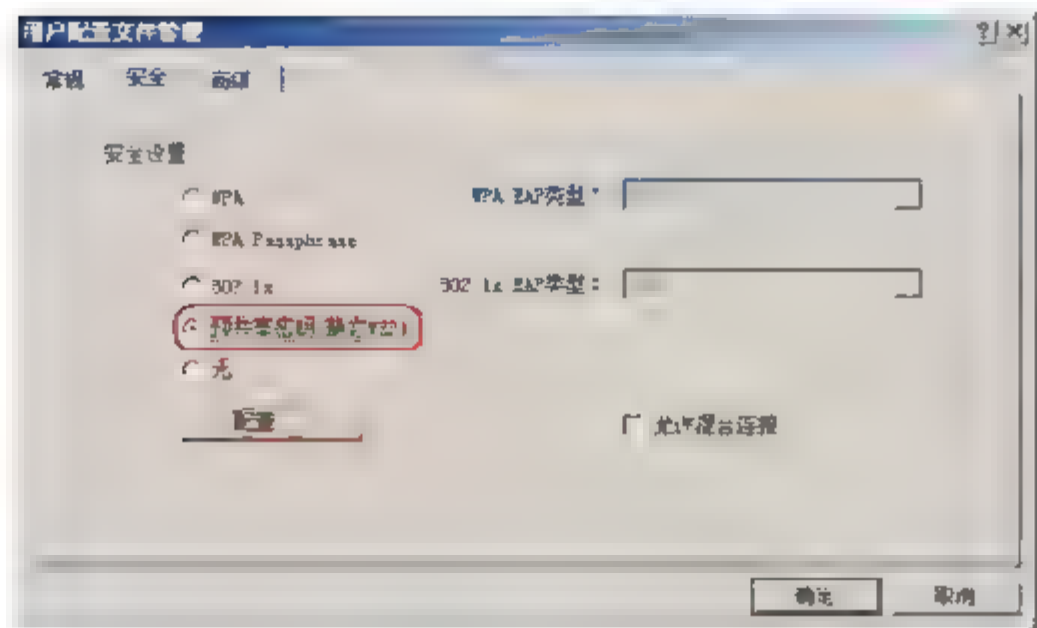 用户配置文件管理
常规 安全 高级
安全设置
WPA WPA EAP类型:
WPA Passphrase
802.1x 802.1x EAP类型:
预共享密码(静态WEP)
无
配置 允许混合连接
确定 取消